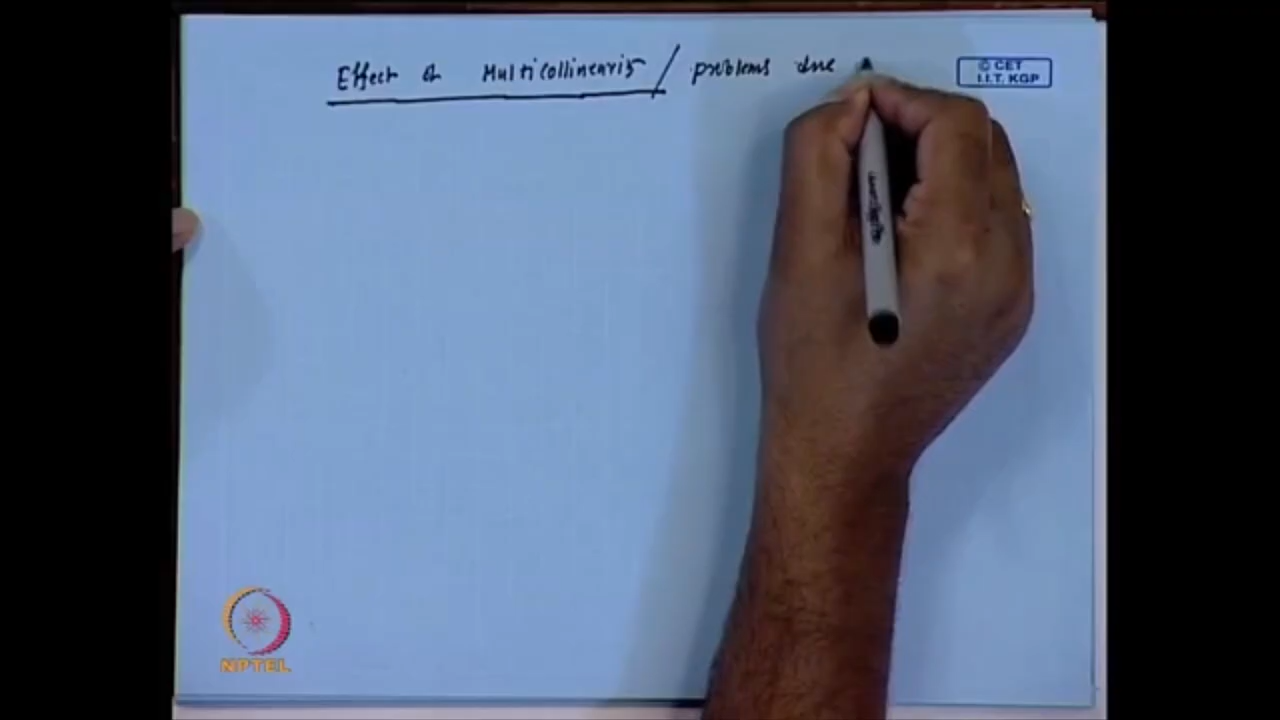 Effect of Multicollinearity / problems due
© CET
I.I.T. KGP
NPTEL